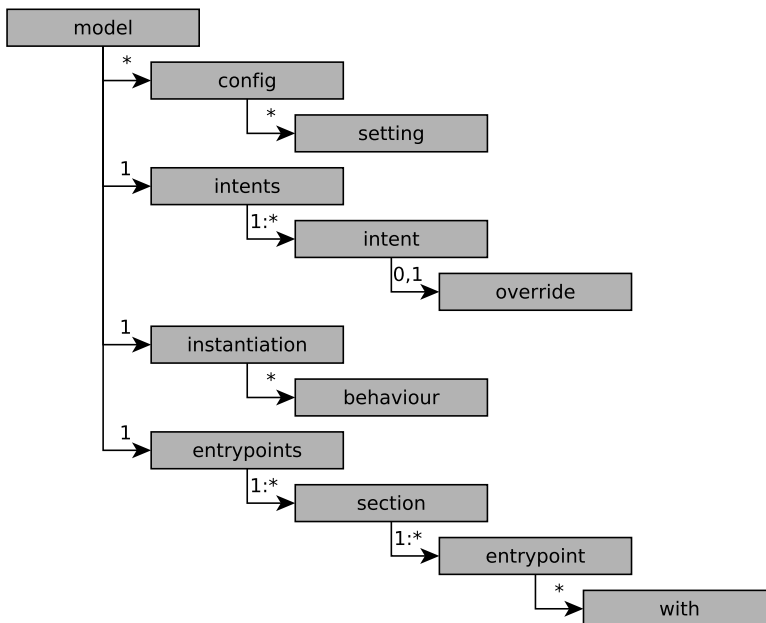 model
*
config
*
setting
1
intents
1:*
intent
0,1
override
1
instantiation
*
behaviour
1
entrypoints
1:*
section
1:*
entrypoint
*
with